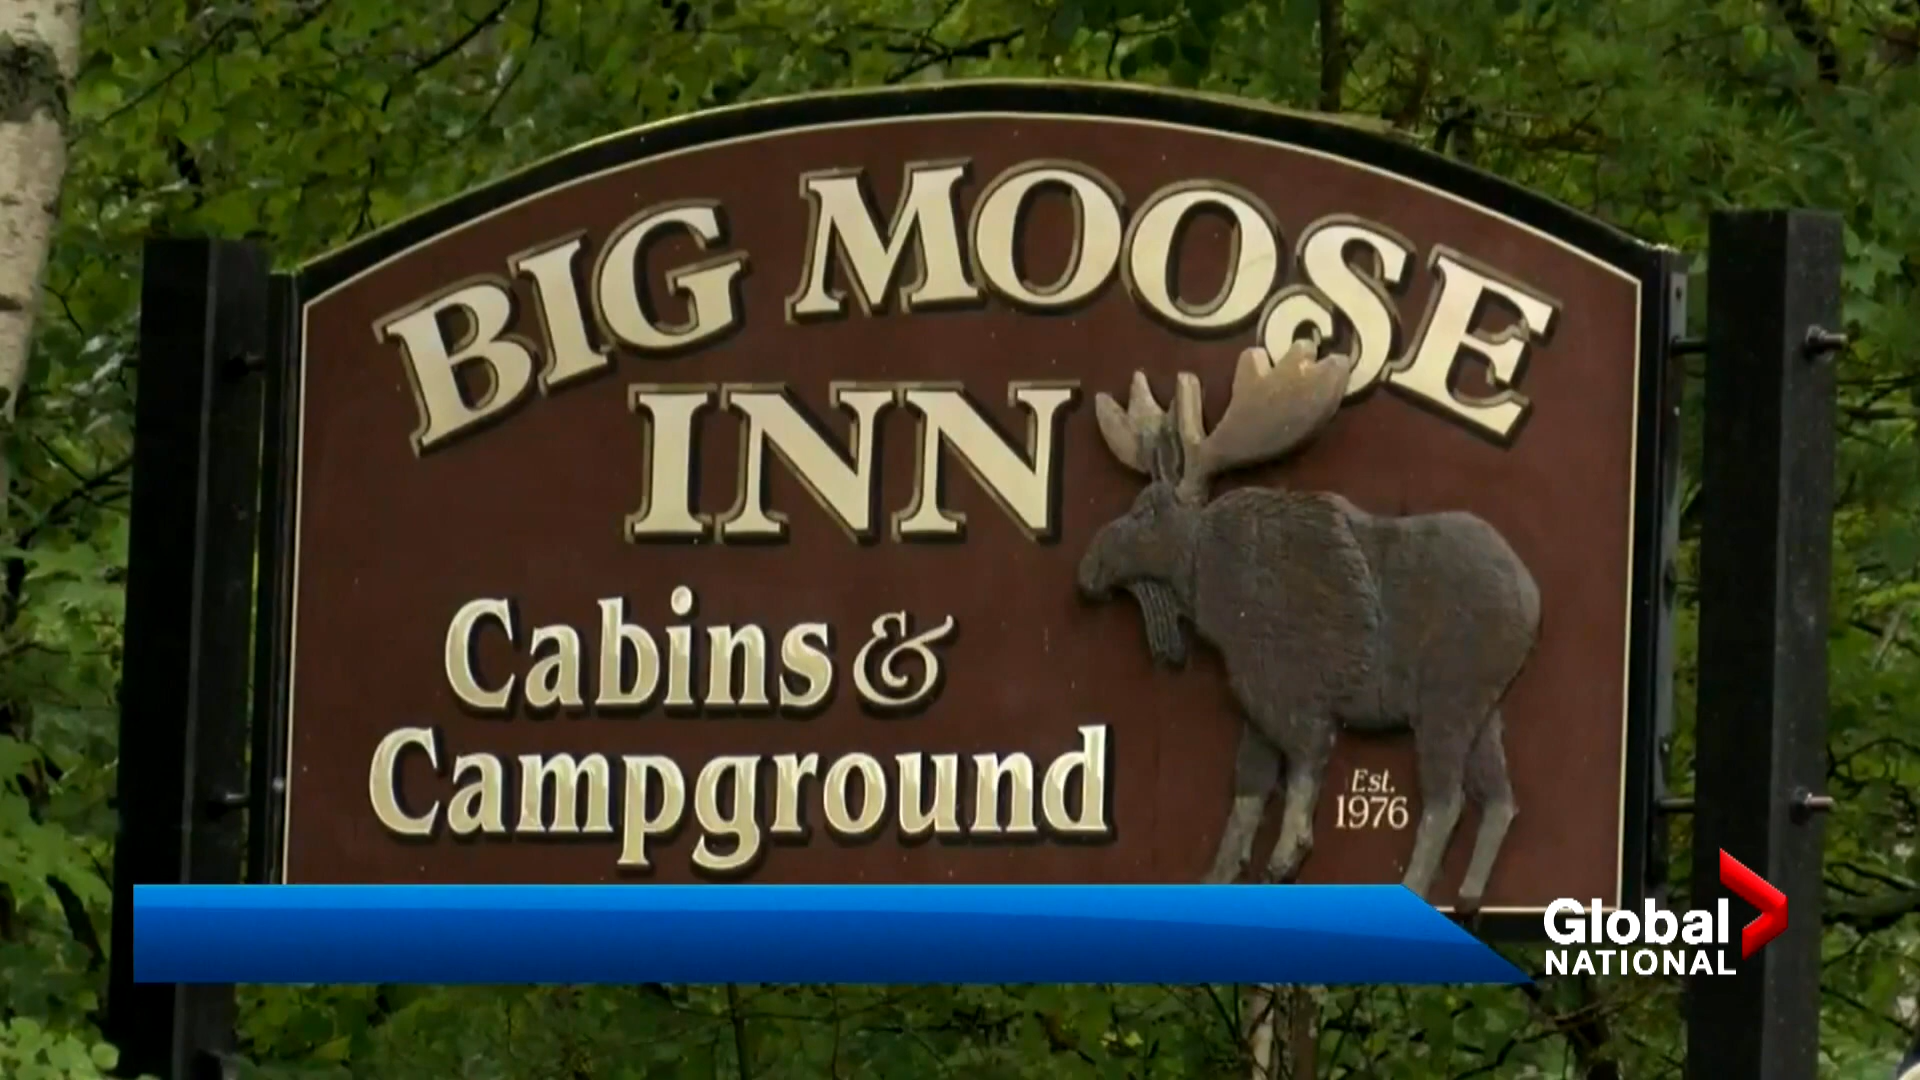 BIG MOOSE
INN
Cabins &
Campground
Est.
1976
Global
NATIONAL